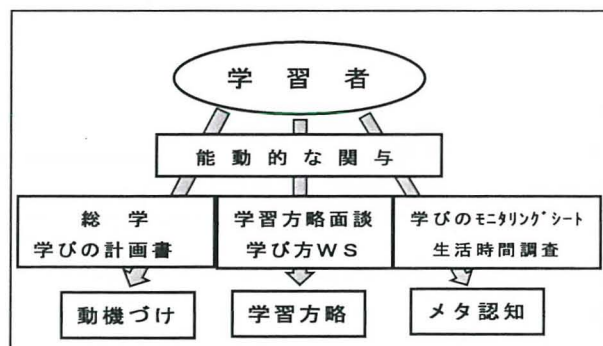 学習者
能動的な関与
総学
学びの計画書
学習方略面談
学び方WS
学びのﾓﾆﾀﾘﾝｸﾞｼｰﾄ
生活時間調査
動機づけ
学習方略
メタ認知